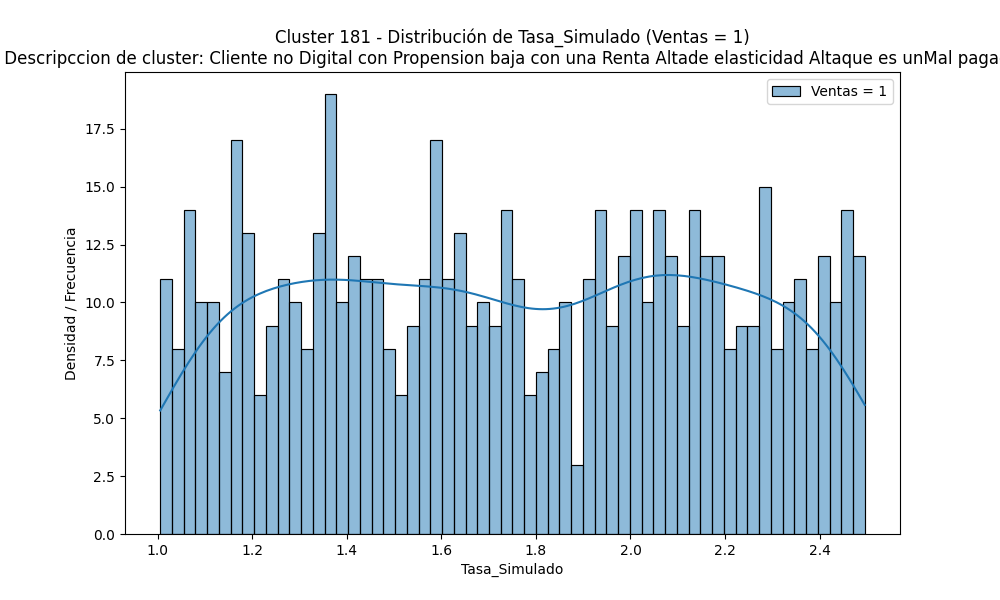 Cluster 181 - Distribución de Tasa_Simulado (Ventas = 1)
Descripccion de cluster: Cliente no Digital con Propension baja con una Renta Altade elasticidad Altaque es unMal paga
Ventas = 1
Densidad / Frecuencia
17.5
15.0
12.5
10.0
7.5
5.0
2.5
0.0
1.0 1.2 1.4 1.6 1.8 2.0 2.2 2.4
Tasa_Simulado